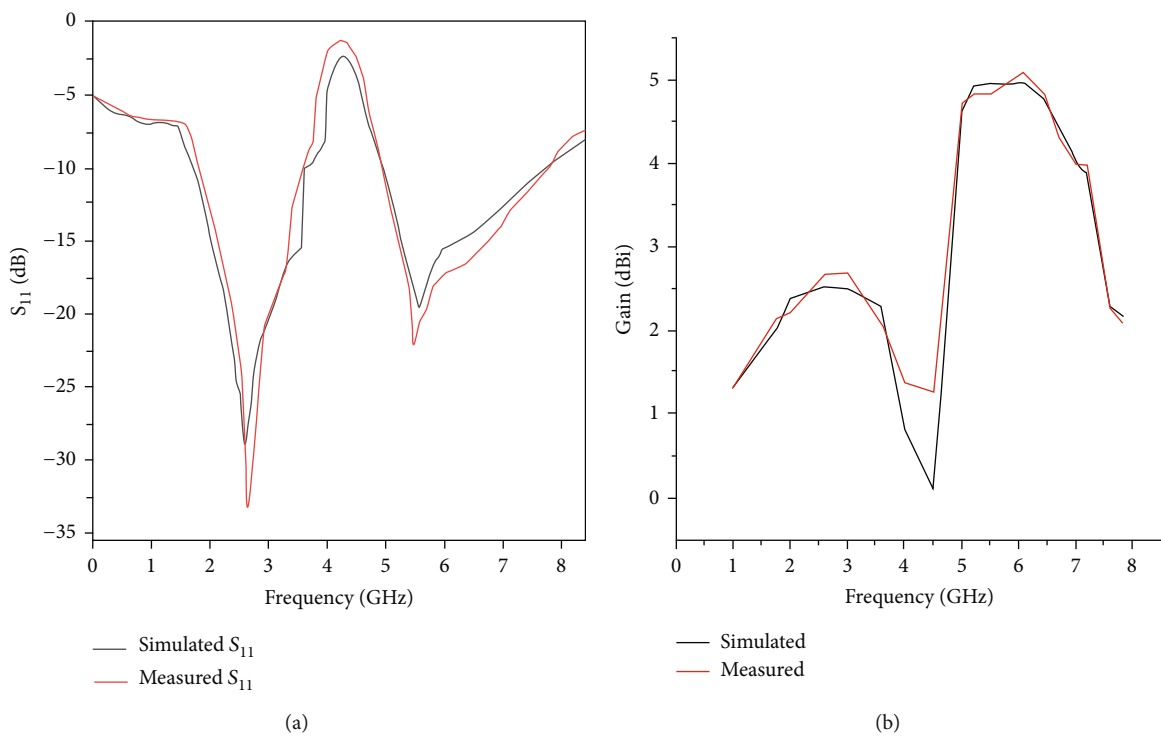 0
−5
−10
−15
−20
−25
−30
−35
S11 (dB)
0 1 2 3 4 5 6 7 8
Frequency (GHz)
Simulated S11
Measured S11
(a)
5
4
3
2
1
0
Gain (dBi)
0 1 2 3 4 5 6 7 8
Frequency (GHz)
Simulated
Measured
(b)